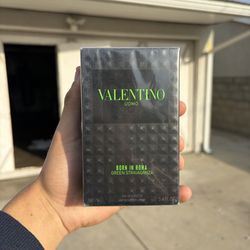 VALENTINO
UOMO
BORN IN ROMA
GREEN STRAVAGANZA